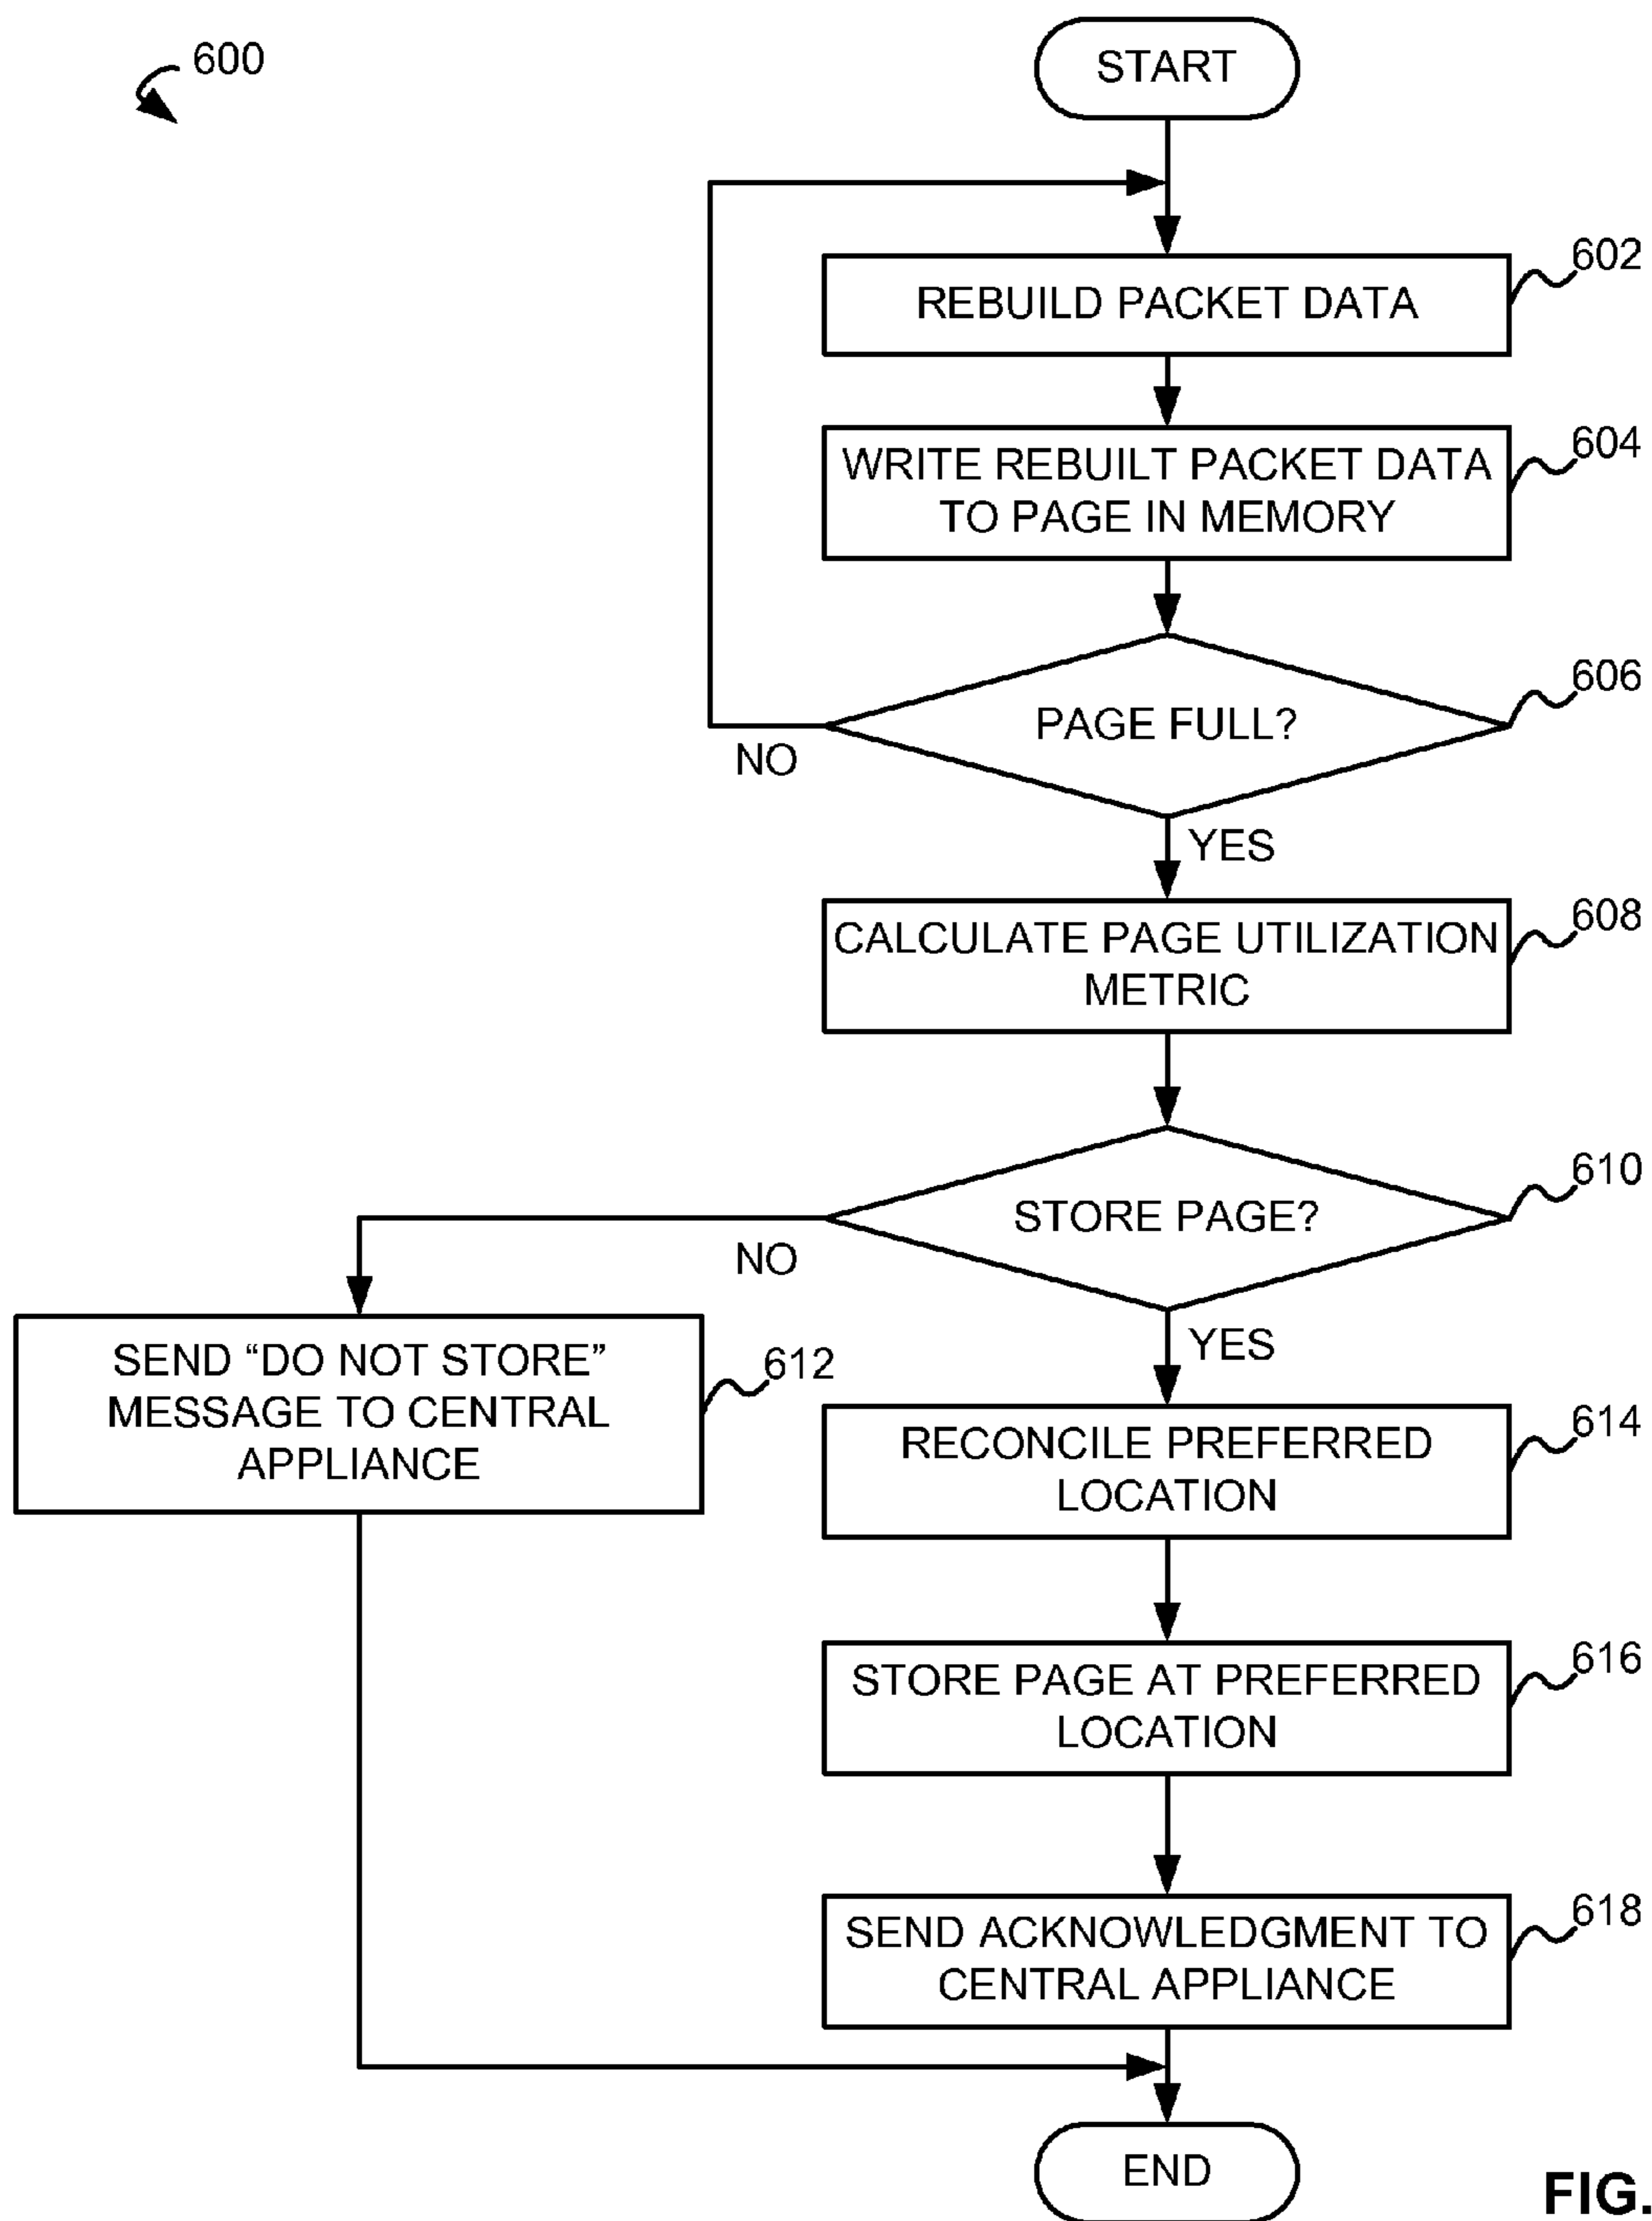 600
START
602
REBUILD PACKET DATA
604
WRITE REBUILT PACKET DATA
TO PAGE IN MEMORY
606
PAGE FULL?
NO
YES
608
CALCULATE PAGE UTILIZATION
METRIC
610
STORE PAGE?
NO
YES
SEND “DO NOT STORE”
MESSAGE TO CENTRAL
APPLIANCE
612
614
RECONCILE PREFERRED
LOCATION
616
STORE PAGE AT PREFERRED
LOCATION
618
SEND ACKNOWLEDGMENT TO
CENTRAL APPLIANCE
END
FIG.